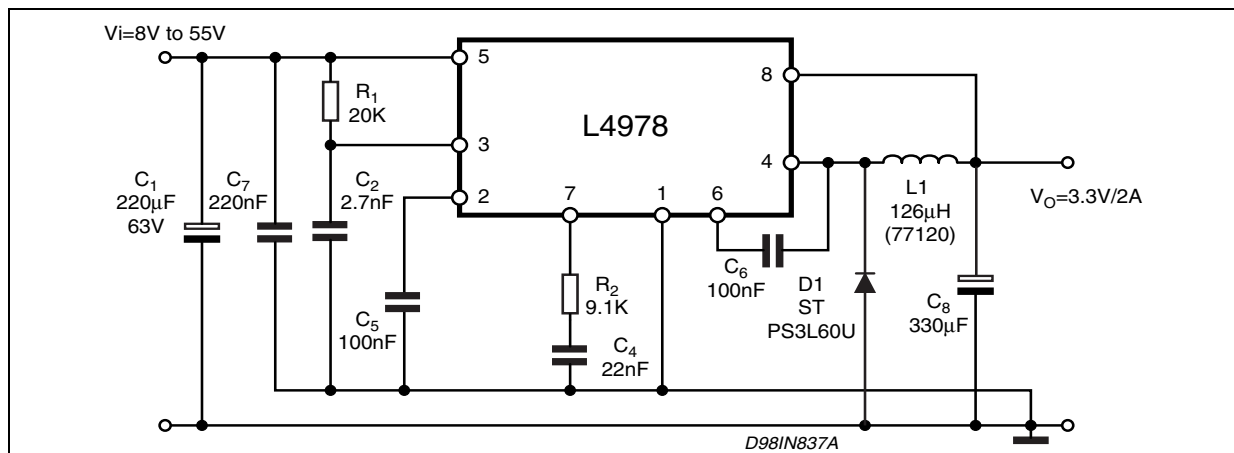 Vi=8V to 55V
5
8
R1
20K
L4978
3
4
C1
220μF
63V
C7
220nF
C2
2.7nF
2
7
1
6
L1
126μH
(77120)
VO=3.3V/2A
C5
100nF
R2
9.1K
C6
100nF
D1
ST
PS3L60U
C8
330μF
C4
22nF
D98IN837A